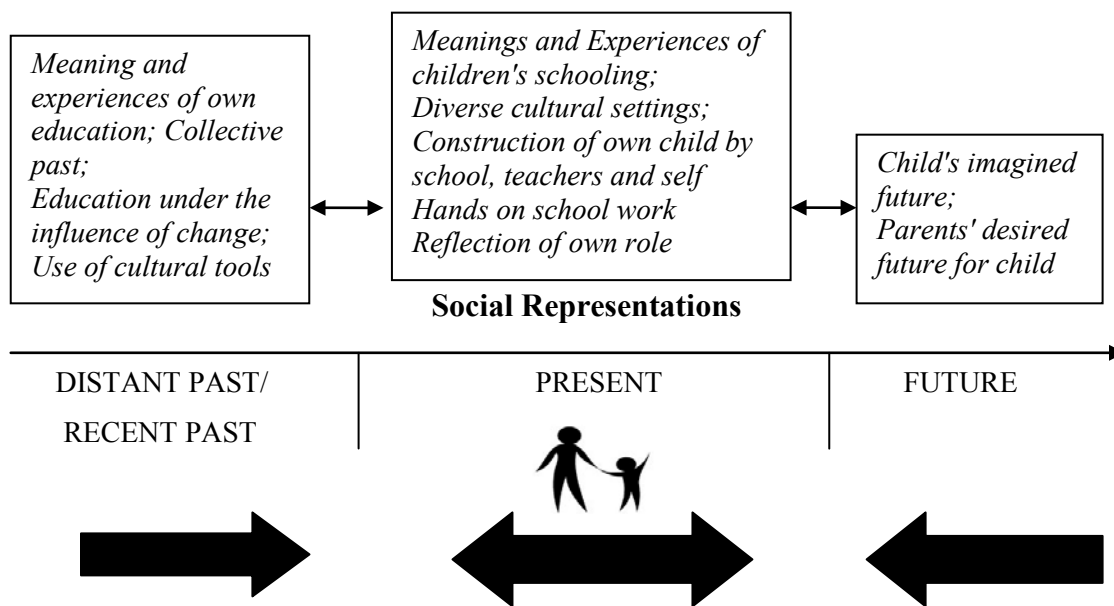 Meaning and
experiences of own
education; Collective
past;
Education under the
influence of change;
Use of cultural tools
Meanings and Experiences of
children's schooling;
Diverse cultural settings;
Construction of own child by
school, teachers and self
Hands on school work
Reflection of own role
Child's imagined
future;
Parents' desired
future for child
Social Representations
DISTANT PAST/
RECENT PAST
PRESENT
FUTURE